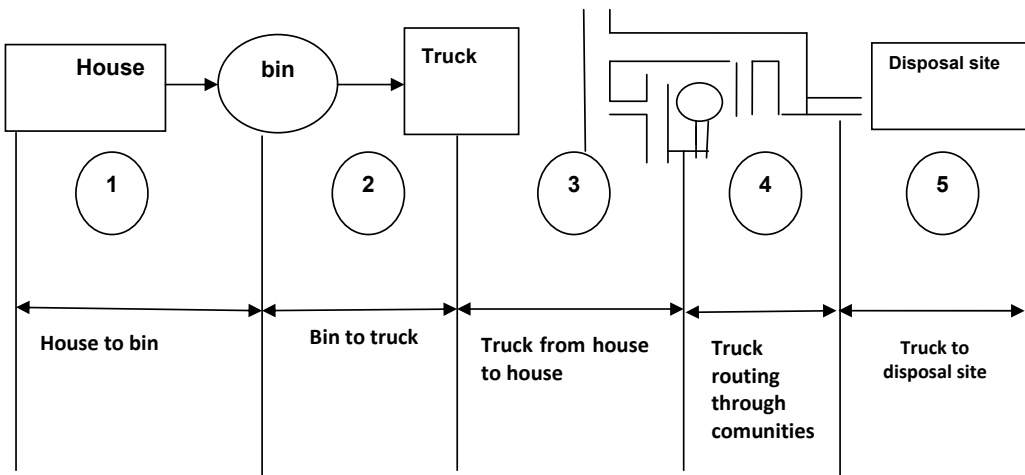 House
bin
Truck
Disposal site
1
2
3
4
5
House to bin
Bin to truck
Truck from house
to house
Truck
routing
through
comunities
Truck to
disposal site